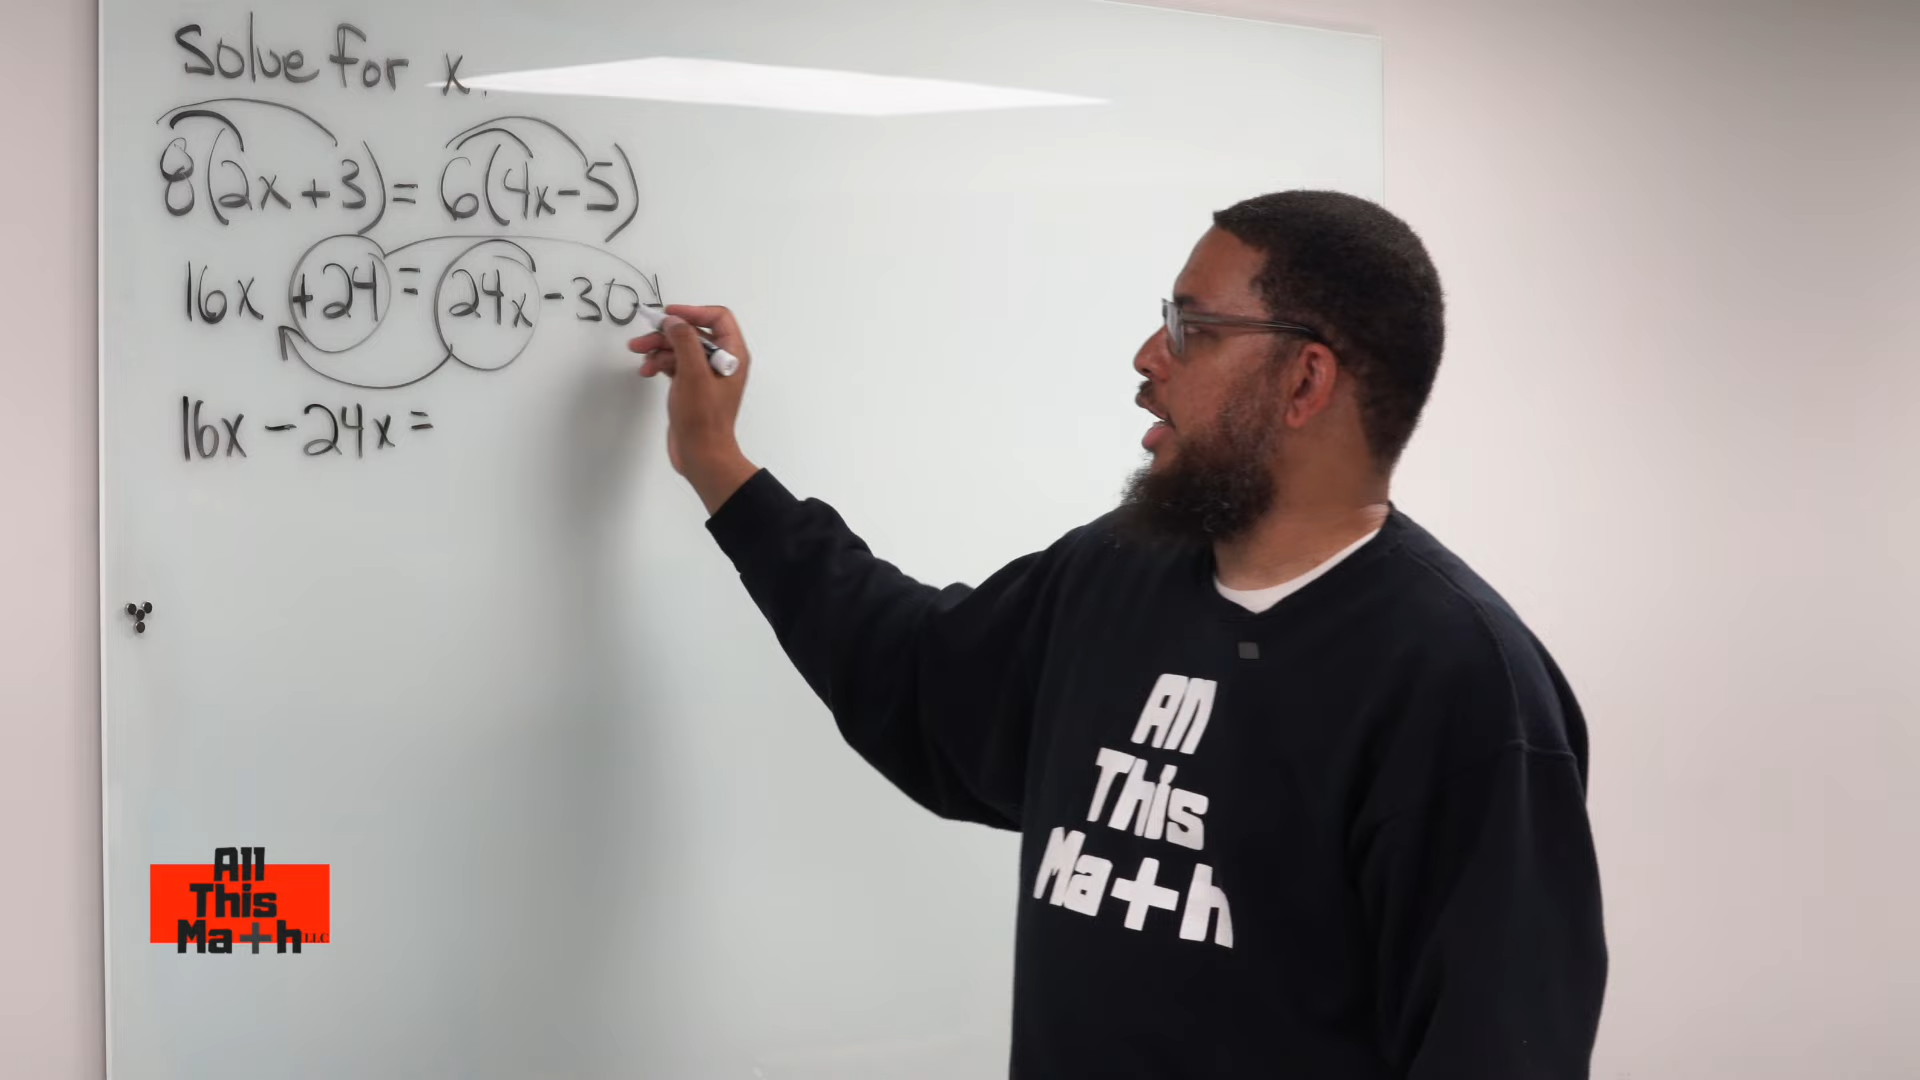 Solve for x.
8(2x+3)=6(4x-5)
16x +24 = 24x -30
16x - 24x =
All
This
Math
All
This
Math LLC